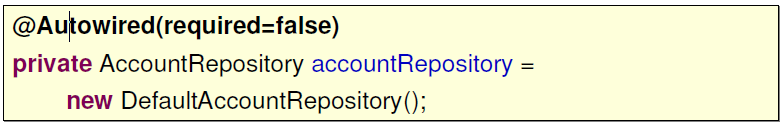 @Autowired(required=false)
private AccountRepository accountRepository =
new DefaultAccountRepository();